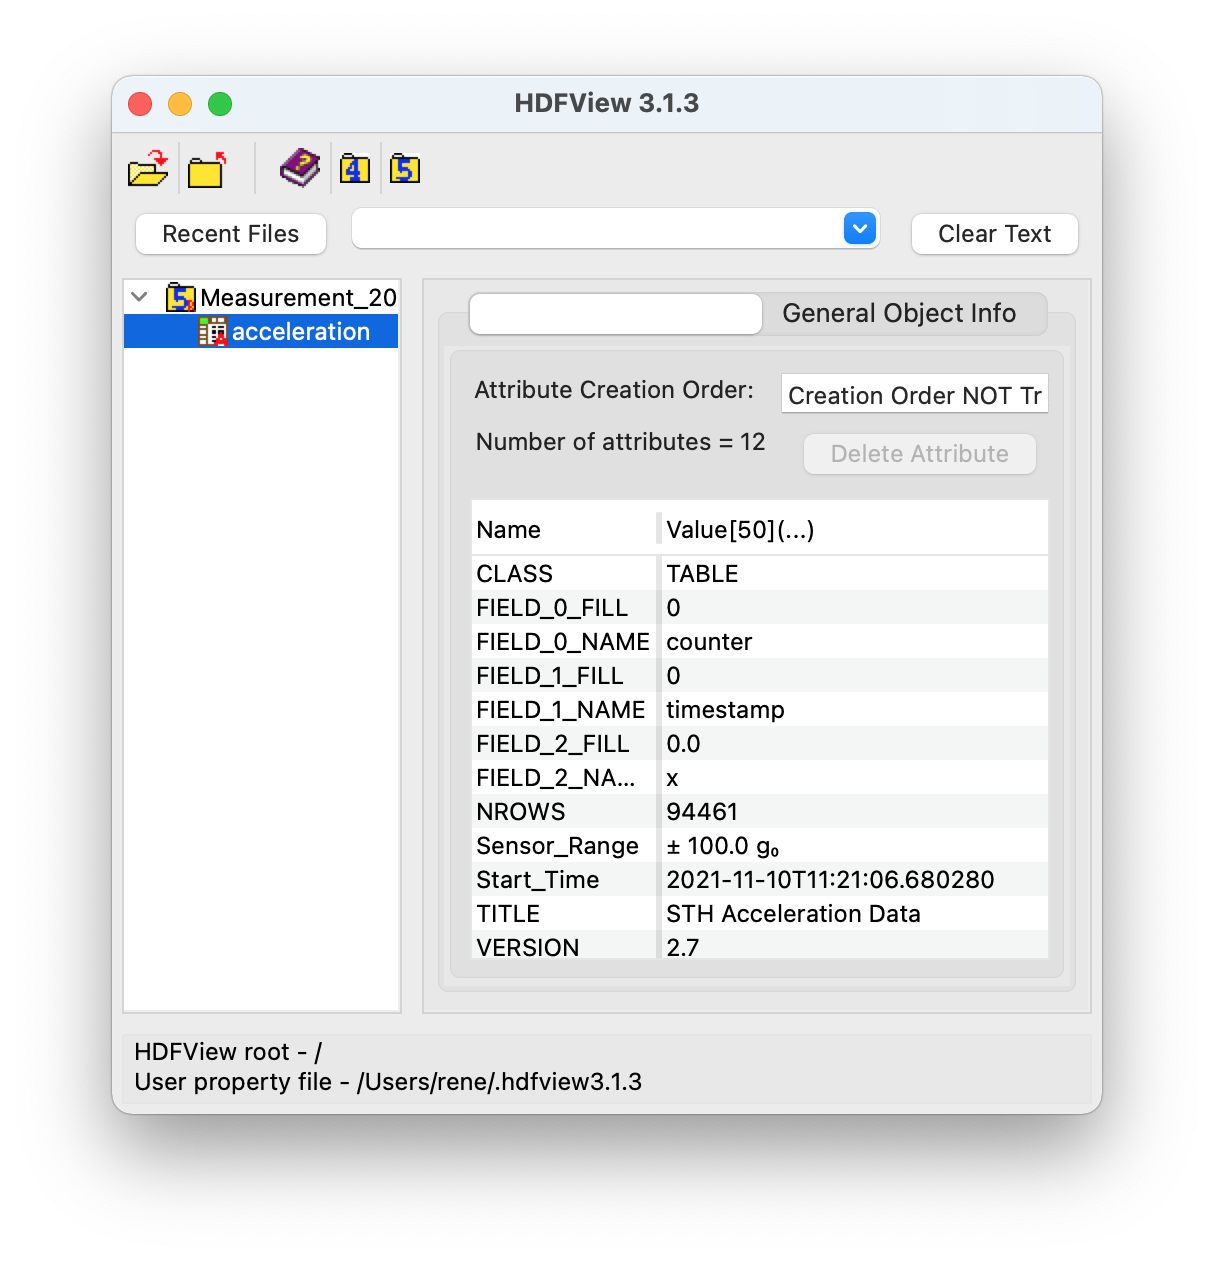 HDFView 3.1.3
Recent Files
Clear Text
Measurement_20
acceleration
General Object Info
Attribute Creation Order: Creation Order NOT Tr
Number of attributes = 12
Delete Attribute
Name Value[50](...)
CLASS TABLE
FIELD_0_FILL 0
FIELD_0_NAME counter
FIELD_1_FILL 0
FIELD_1_NAME timestamp
FIELD_2_FILL 0.0
FIELD_2_NA... x
NROWS 94461
Sensor_Range ± 100.0 g₀
Start_Time 2021-11-10T11:21:06.680280
TITLE STH Acceleration Data
VERSION 2.7
HDFView root - /
User property file - /Users/rene/.hdfview3.1.3